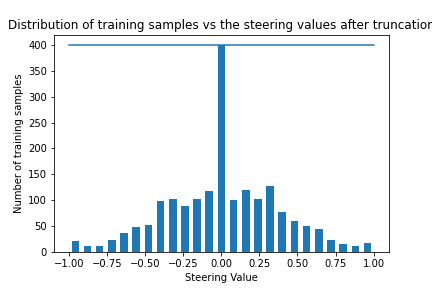 Distribution of training samples vs the steering values after truncation
400
350
300
250
200
150
100
50
0
Number of training samples
−1.00 −0.75 −0.50 −0.25 0.00 0.25 0.50 0.75 1.00
Steering Value